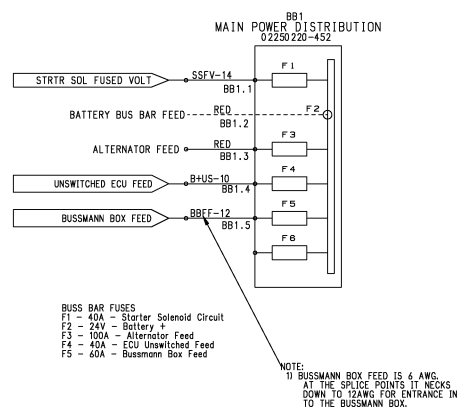 BB1
MAIN POWER DISTRIBUTION
02250220-452
F1
STRTR SOL FUSED VOLT
SSFV-14
BB1.1
F2
BATTERY BUS BAR FEED
RED
BB1.2
F3
ALTERNATOR FEED
RED
BB1.3
F4
UNSWITCHED ECU FEED
B+US-10
BB1.4
F5
BUSSMANN BOX FEED
BBFF-12
BB1.5
F6
BUSS BAR FUSES
F1 - 40A - Starter Solenoid Circuit
F2 - 24V - Battery +
F3 - 100A - Alternator Feed
F4 - 40A - ECU Unswitched Feed
F5 - 60A - Bussmann Box Feed
NOTE:
1) BUSSMANN BOX FEED IS 6 AWG.
AT THE SPLICE POINTS IT NECKS
DOWN TO 12AWG FOR ENTRANCE IN
TO THE BUSSMANN BOX.